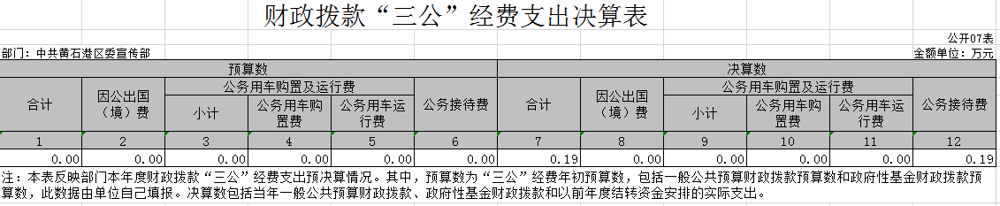 财政拨款“三公”经费支出决算表
公开07表
部门：中共黄石港区委宣传部 金额单位：万元
预算数 决算数
合计 因公出国（境）费 公务用车购置及运行费 公务接待费 合计 因公出国（境）费 公务用车购置及运行费 公务接待费
小计 公务用车购置费 公务用车运行费 小计 公务用车购置费 公务用车运行费
1 2 3 4 5 6 7 8 9 10 11 12
0.00 0.00 0.00 0.00 0.00 0.00 0.19 0.00 0.00 0.00 0.00 0.19
注：本表反映部门本年度财政拨款“三公”经费支出预决算情况。其中，预算数为“三公”经费年初预算数，包括一般公共预算财政拨款预算数和政府性基金财政拨款预
算数，此数据由单位自己填报。决算数包括当年一般公共预算财政拨款、政府性基金财政拨款和以前年度结转资金安排的实际支出。